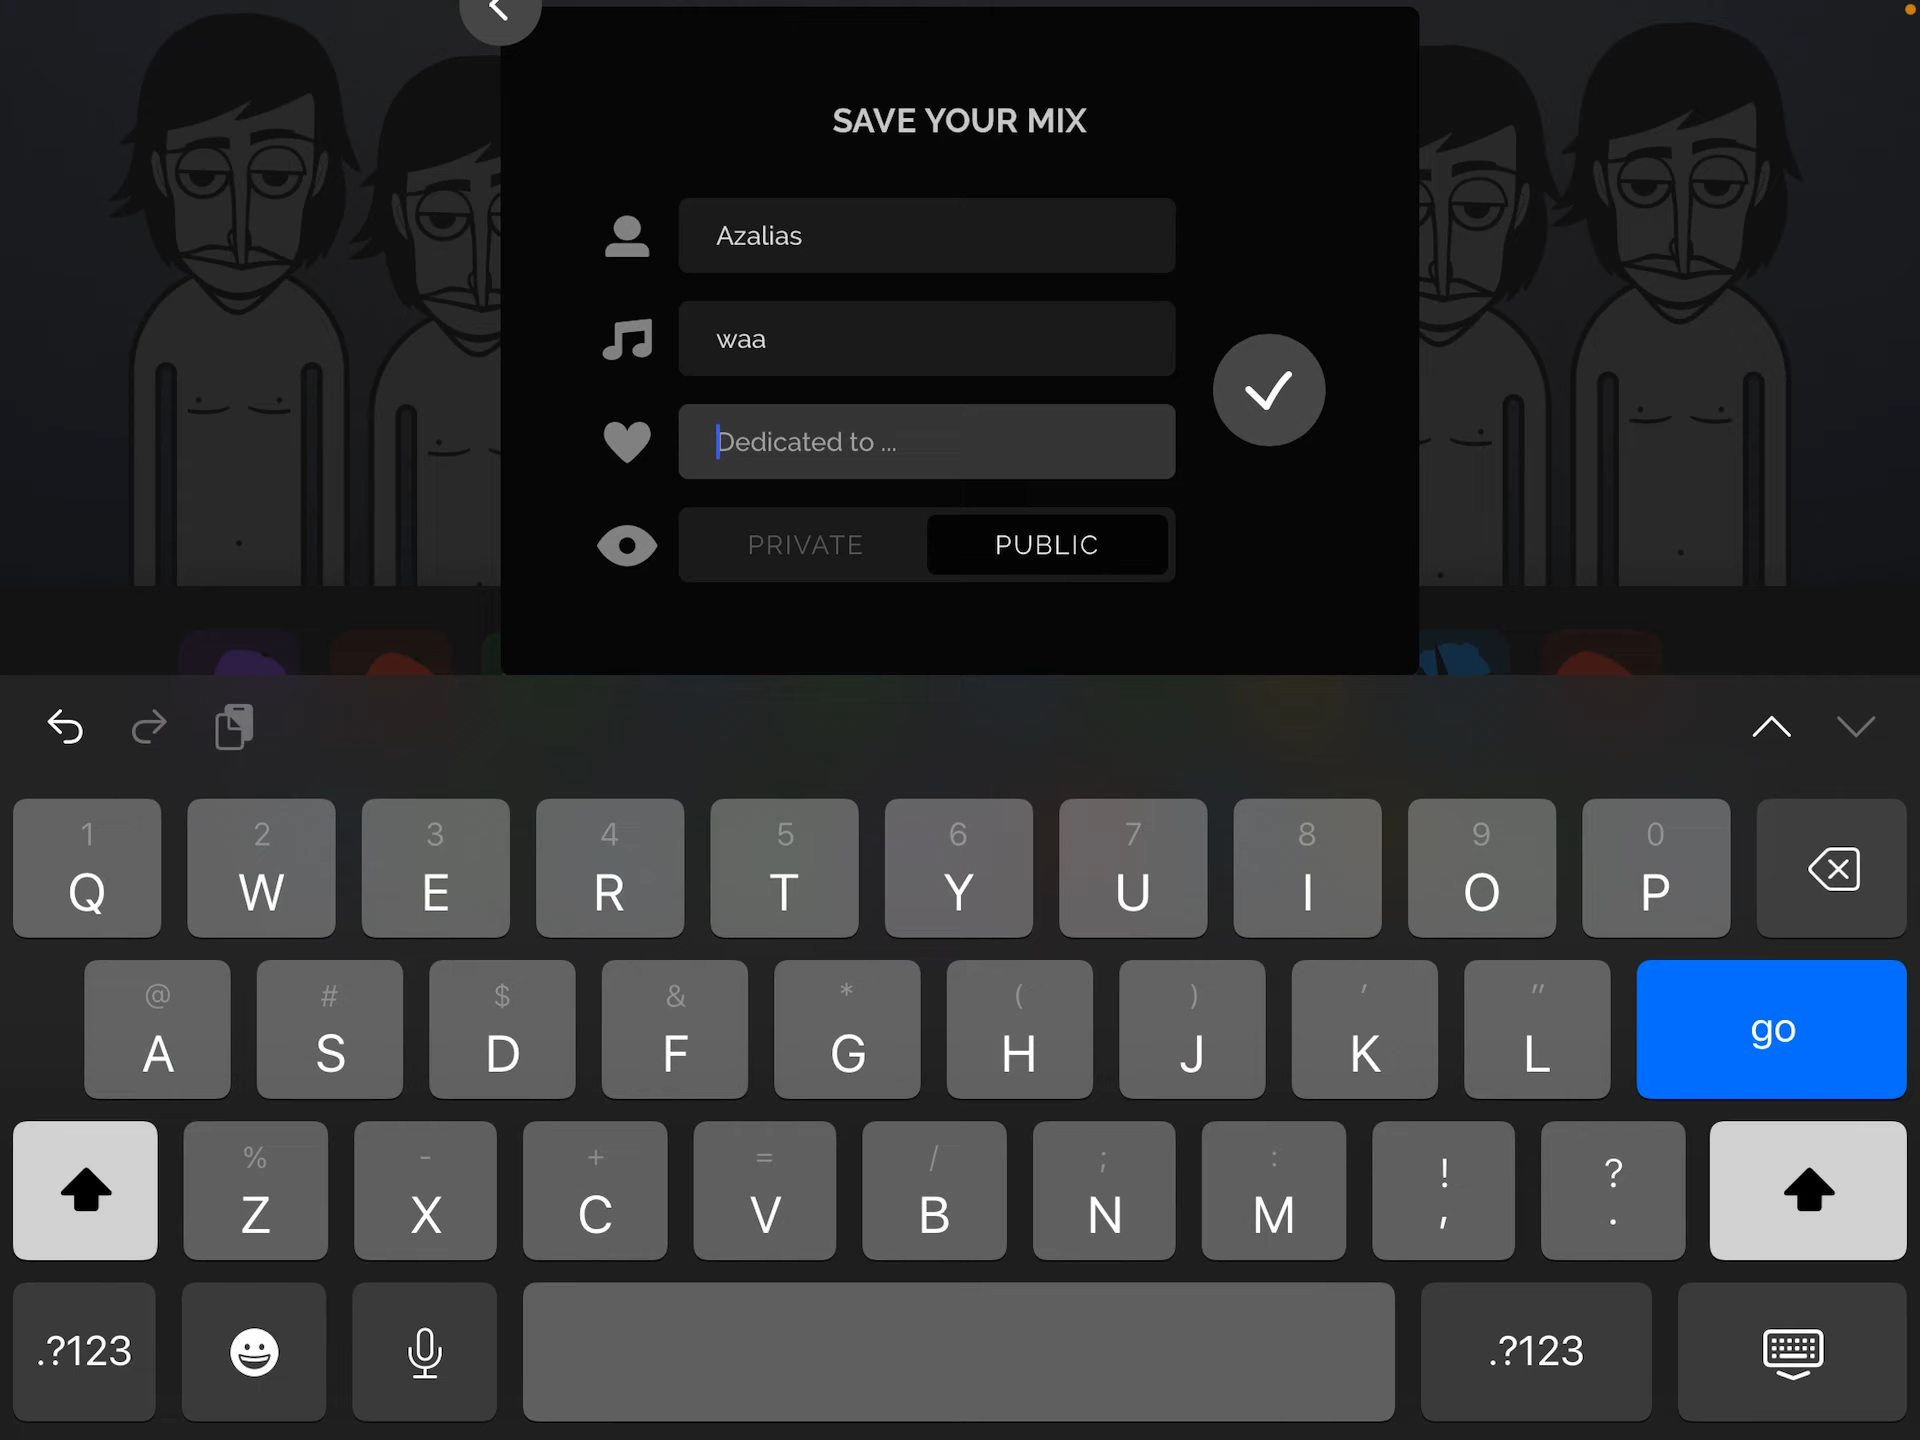 SAVE YOUR MIX
Azalias
waa
Dedicated to ...
PRIVATE PUBLIC
1 2 3 4 5 6 7 8 9 0
Q W E R T Y U I O P
@ # $ & * ( ) ' "
A S D F G H J K L go
% - + = / ; : ! ?
Z X C V B N M , .
.?123 .?123